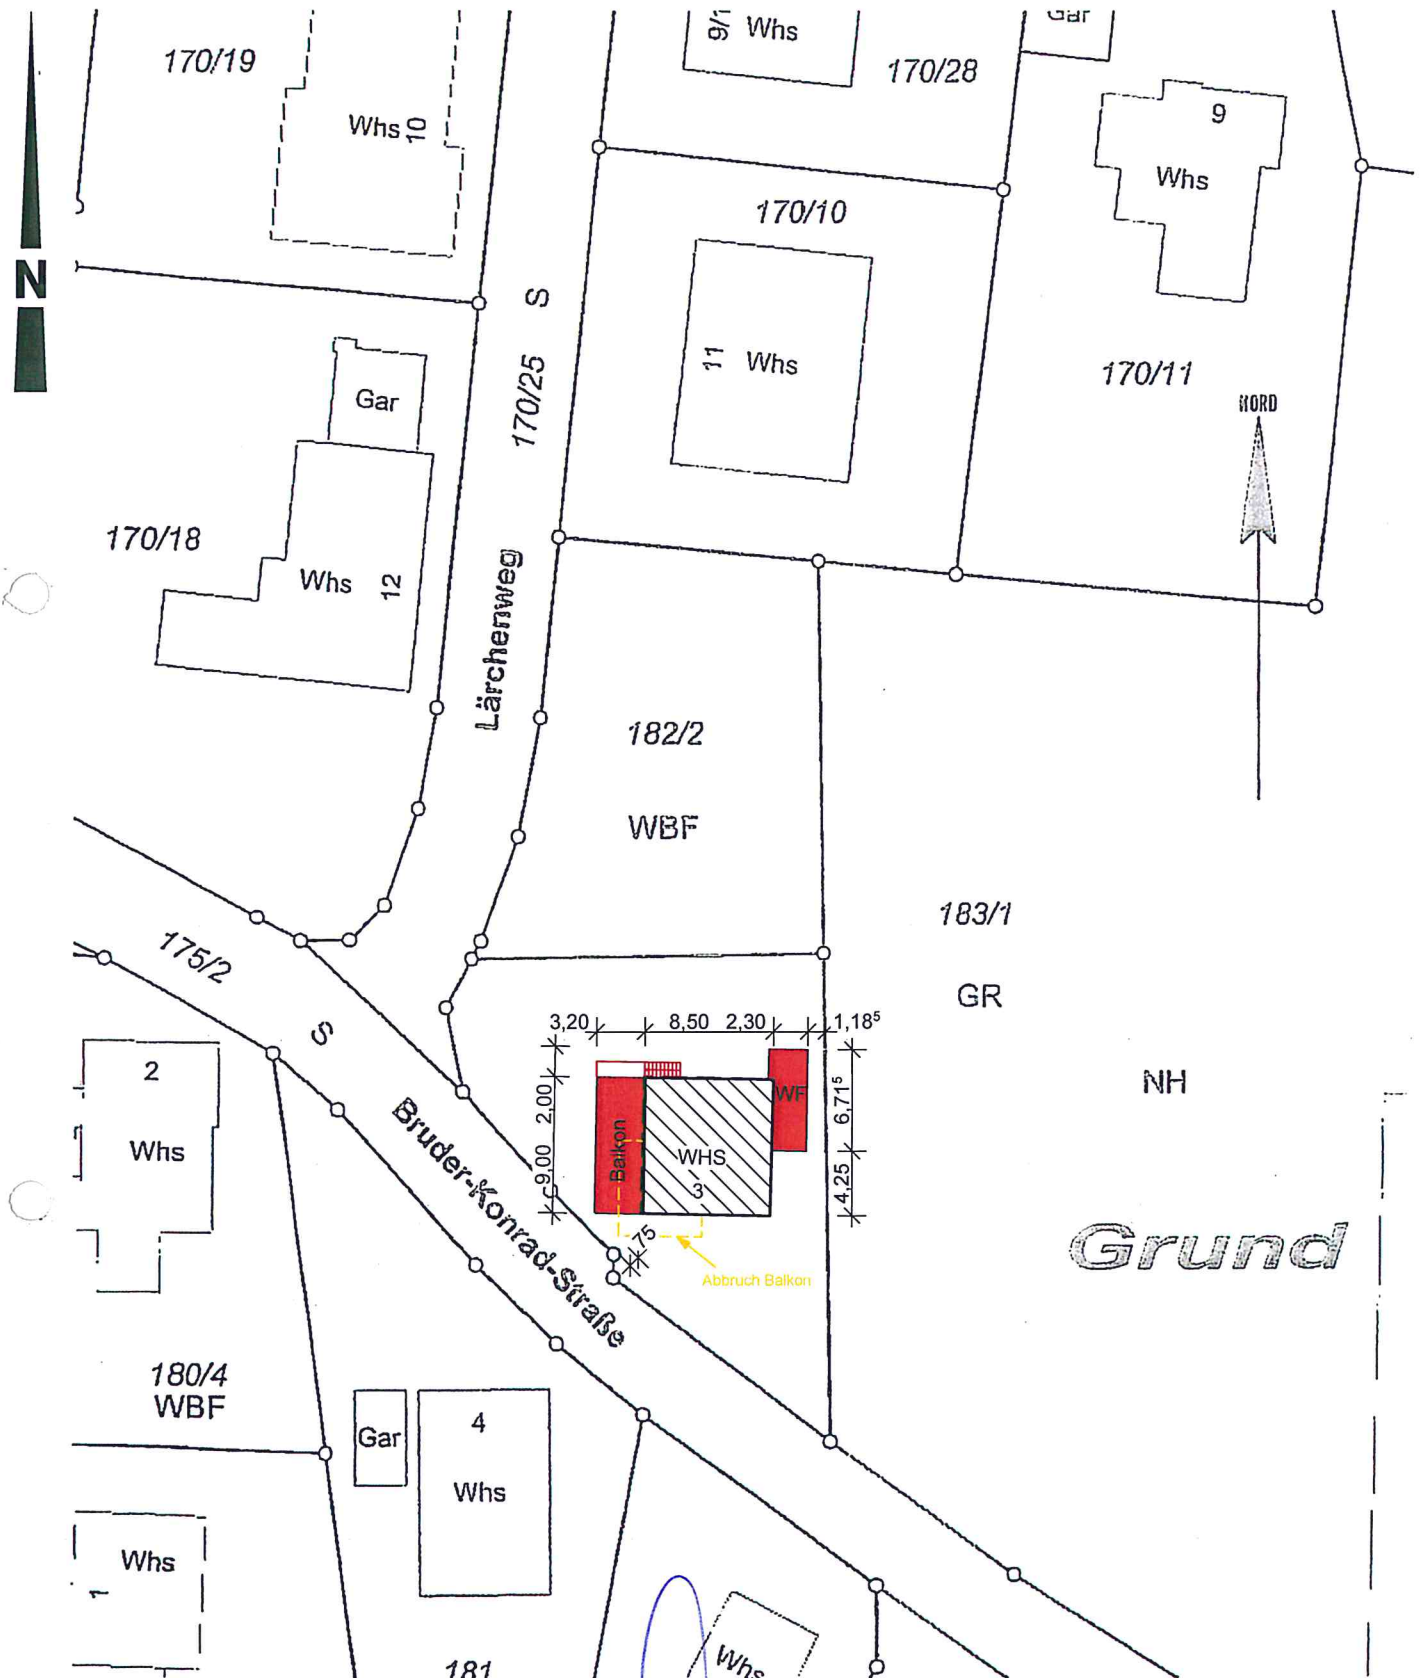 9/1
Whs
Gar
170/19
170/28
Whs
10
9
Whs
170/10
N
S
11
Whs
170/25
170/11
Gar
NORD
170/18
Whs
12
Lärchenweg
182/2
WBF
183/1
175/2
GR
S
3,20
8,50
2,30
1,18⁵
2
Whs
NH
2,00
WF
6,71⁵
Bruder-Konrad-Straße
Balkon
WHS
3
9,00
4,25
75
Grund
Abbruch Balkon
180/4
WBF
Gar
4
Whs
Whs
1
181
Whs